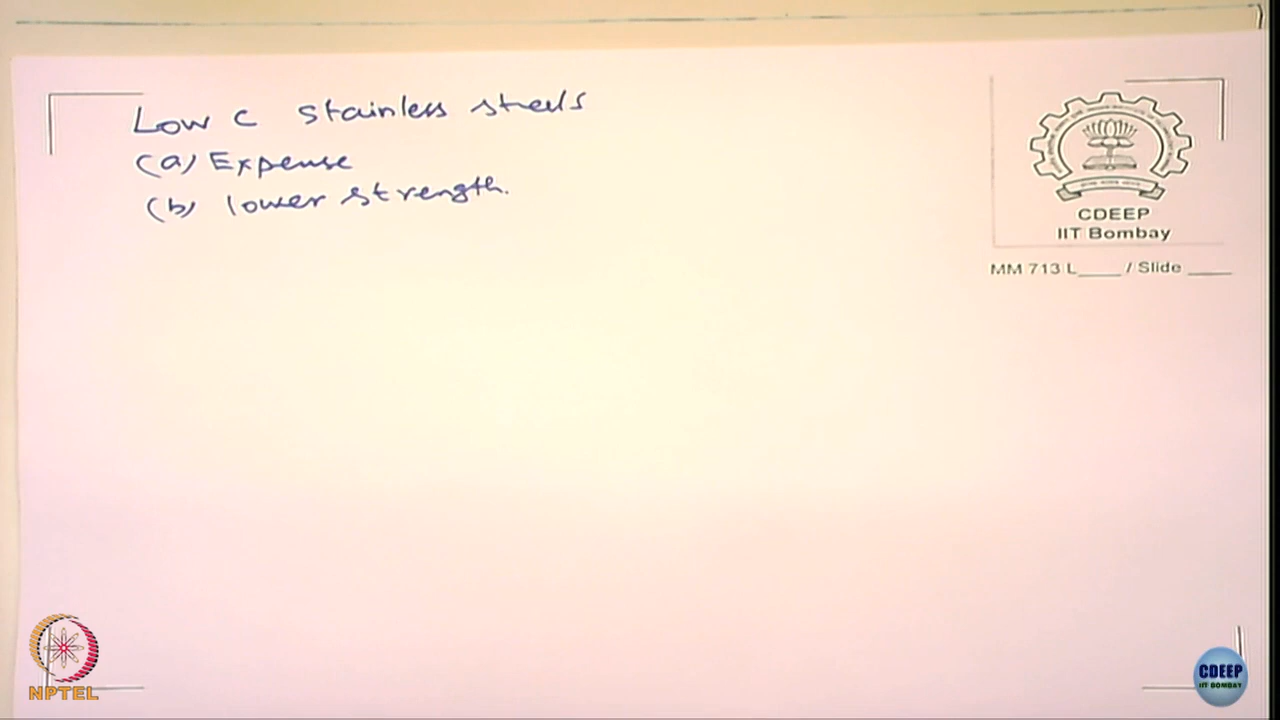 Low C Stainless steels
(a) Expense
(b) lower strength.
CDEEP
IIT Bombay
MM 713 L____ / Slide ____
NPTEL
CDEEP
IIT BOMBAY